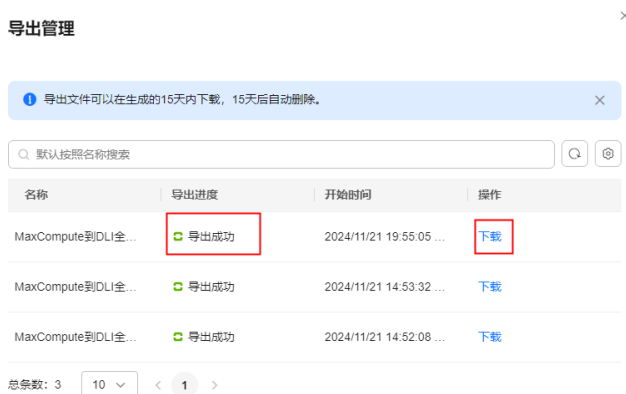 导出管理
导出文件可以在生成的15天内下载，15天后自动删除。
默认按照名称搜索
名称 导出进度 开始时间 操作
MaxCompute到DLI全... 导出成功 2024/11/21 19:55:05 ... 下载
MaxCompute到DLI全... 导出成功 2024/11/21 14:53:32 ... 下载
MaxCompute到DLI全... 导出成功 2024/11/21 14:52:08 ... 下载
总条数：3 10 1